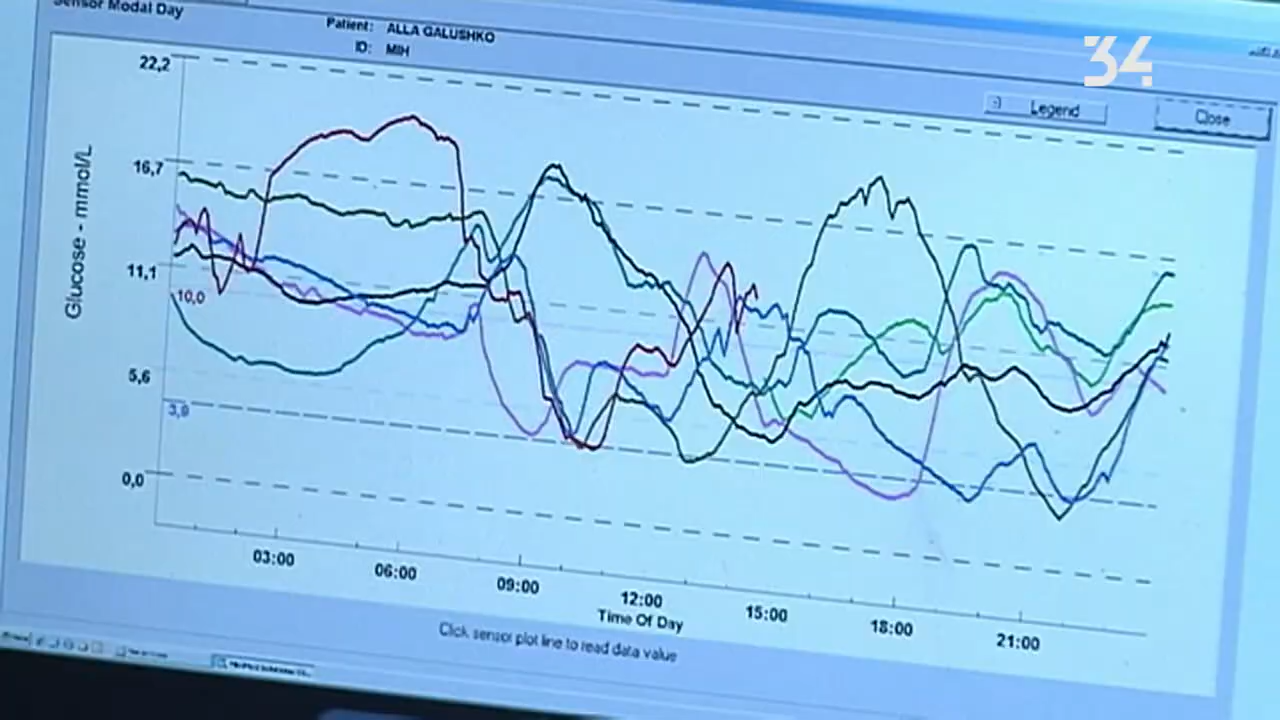 Sensor Modal Day
Patient: ALLA GALUSHKO
ID: MIH
34
Legend
Close
Glucose - mmol/L
22,2
16,7
11,1
10,0
5,6
3,9
0,0
03:00
06:00
09:00
12:00
15:00
18:00
21:00
Time Of Day
Click sensor plot line to read data value